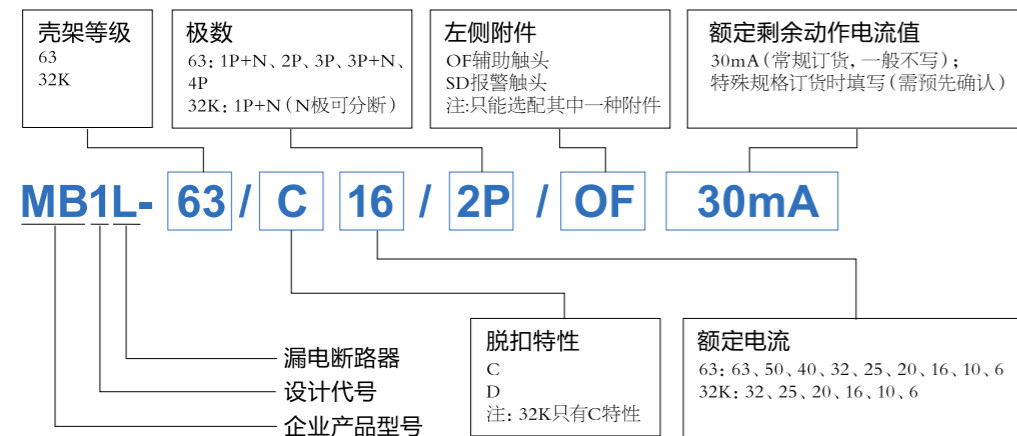 壳架等级
63
32K
极数
63: 1P+N、2P、3P、3P+N、
4P
32K: 1P+N(N极可分断)
左侧附件
OF辅助触头
SD报警触头
注:只能选配其中一种附件
额定剩余动作电流值
30mA(常规订货, 一般不写);
特殊规格订货时填写(需预先确认)
MB1L- 63 / C 16 / 2P / OF 30mA
漏电断路器
设计代号
企业产品型号
脱扣特性
C
D
注: 32K只有C特性
额定电流
63: 63、50、40、32、25、20、16、10、6
32K: 32、25、20、16、10、6